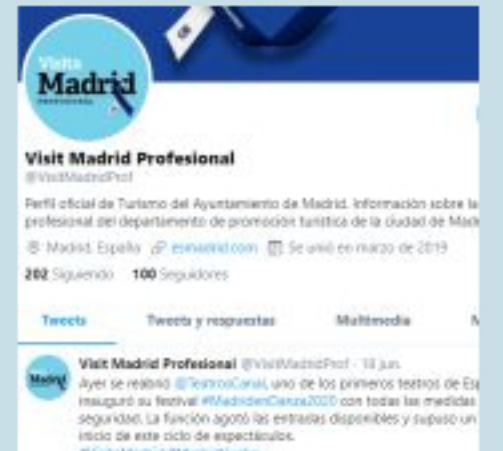 Visita
Madrid
PROFESIONAL
Visit Madrid Profesional
@VisitMadridProf
Perfil oficial de Turismo del Ayuntamiento de Madrid. Información sobre la
profesional del departamento de promoción turística de la ciudad de Madr
Madrid, España esmadrid.com Se unió en marzo de 2019
202 Siguiendo 100 Seguidores
Tweets Tweets y respuestas Multimedia M
Madrid
Visit Madrid Profesional @VisitMadridProf · 18 jun.
Ayer se reabrió @TeatrosCanal, uno de los primeros teatros de Esp
inauguró su festival #MadridenDanza2020 con todas las medidas
seguridad. La función agotó las entradas disponibles y supuso un
inicio de este ciclo de espectáculos.